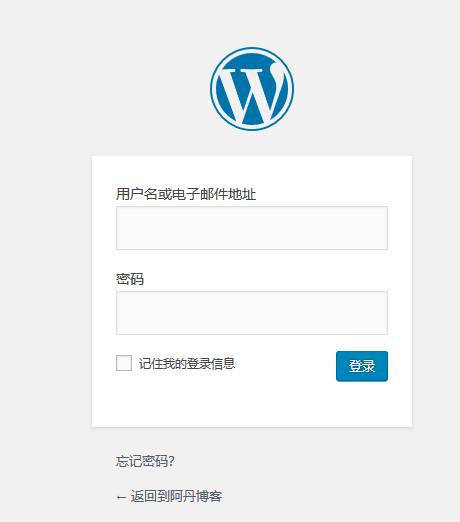 用户名或电子邮件地址
密码
记住我的登录信息
登录
忘记密码?
← 返回到阿丹博客